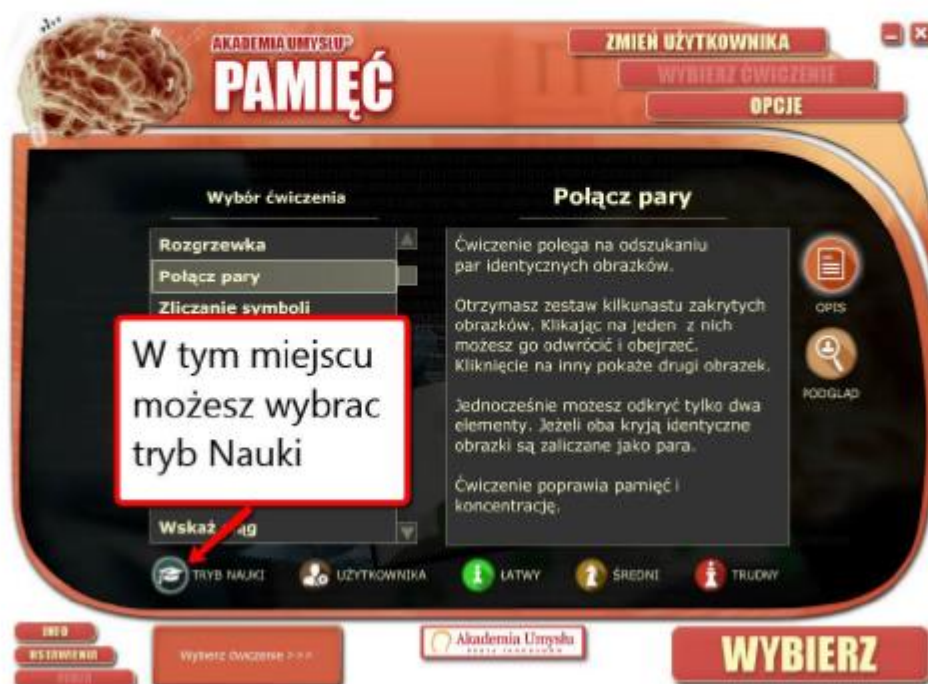 AKADEMIA UMYSŁU®
PAMIĘĆ
ZMIEŃ UŻYTKOWNIKA
WYBIERZ ĆWICZENIE
OPCJE
Wybór ćwiczenia
Rozgrzewka
Połącz pary
Zliczanie symboli
W tym miejscu
możesz wybrac
tryb Nauki
Wskaż
Połącz pary
Ćwiczenie polega na odszukaniu
par identycznych obrazków.
Otrzymasz zestaw kilkunastu zakrytych
obrazków. Klikając na jeden z nich
możesz go odwrócić i obejrzeć.
Kliknięcie na inny pokaże drugi obrazek.
Jednocześnie możesz odkryć tylko dwa
elementy. Jeżeli oba kryją identyczne
obrazki są zaliczane jako para.
Ćwiczenie poprawia pamięć i
koncentrację.
OPIS
PODGLĄD
TRYB NAUKI
UŻYTKOWNIKA
ŁATWY
ŚREDNI
TRUDNY
INFO
USTAWIENIA
POMOC
Wybierz ćwiczenie >>>
Akademia Umysłu
WYBIERZ